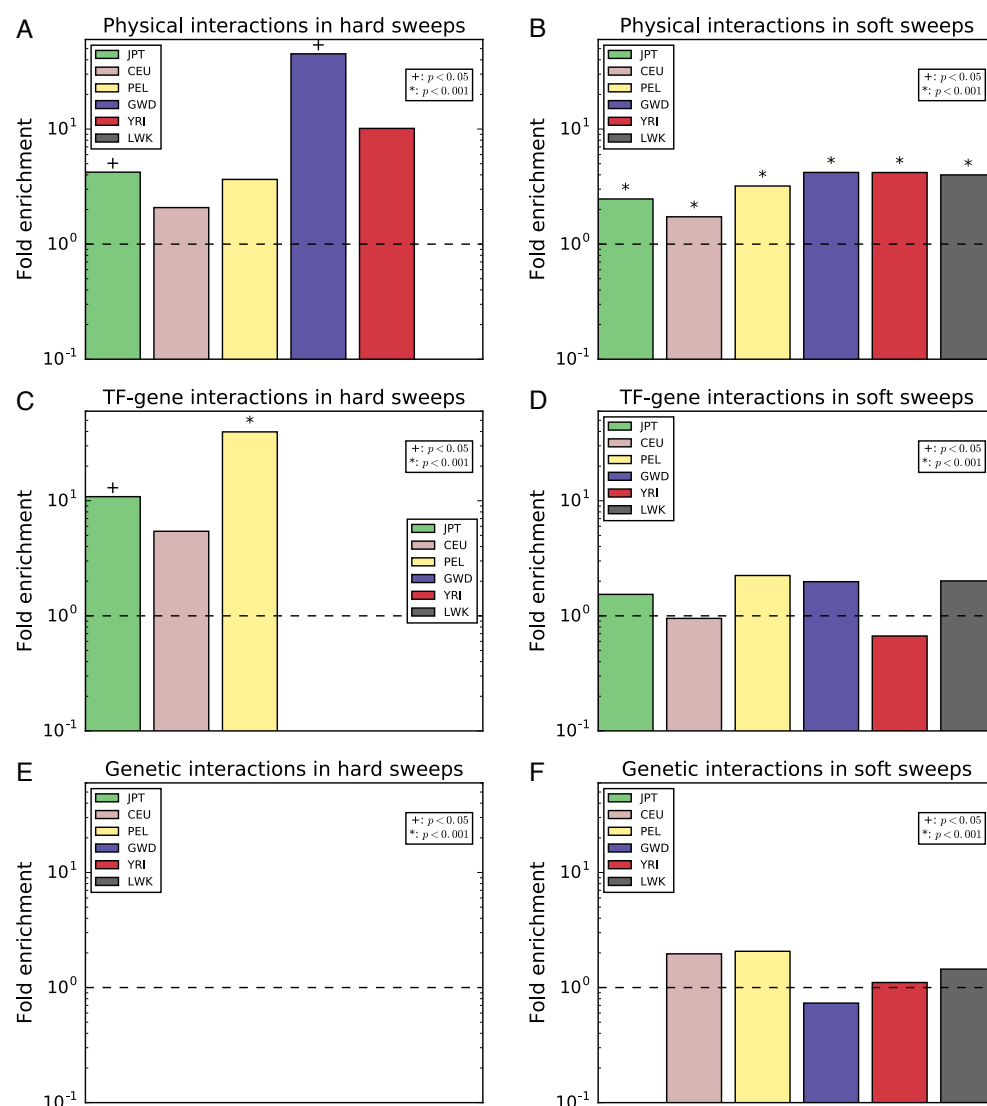 A
Physical interactions in hard sweeps
JPT
CEU
PEL
GWD
YRI
LWK
+: p < 0.05
*: p < 0.001
+
+
Fold enrichment
10^1
10^0
10^-1
B
Physical interactions in soft sweeps
JPT
CEU
PEL
GWD
YRI
LWK
+: p < 0.05
*: p < 0.001
* * * * * *
Fold enrichment
10^1
10^0
10^-1
C
TF-gene interactions in hard sweeps
+: p < 0.05
*: p < 0.001
*
+
JPT
CEU
PEL
GWD
YRI
LWK
Fold enrichment
10^1
10^0
10^-1
D
TF-gene interactions in soft sweeps
JPT
CEU
PEL
GWD
YRI
LWK
+: p < 0.05
*: p < 0.001
Fold enrichment
10^1
10^0
10^-1
E
Genetic interactions in hard sweeps
JPT
CEU
PEL
GWD
YRI
LWK
+: p < 0.05
*: p < 0.001
Fold enrichment
10^1
10^0
10^-1
F
Genetic interactions in soft sweeps
JPT
CEU
PEL
GWD
YRI
LWK
+: p < 0.05
*: p < 0.001
Fold enrichment
10^1
10^0
10^-1